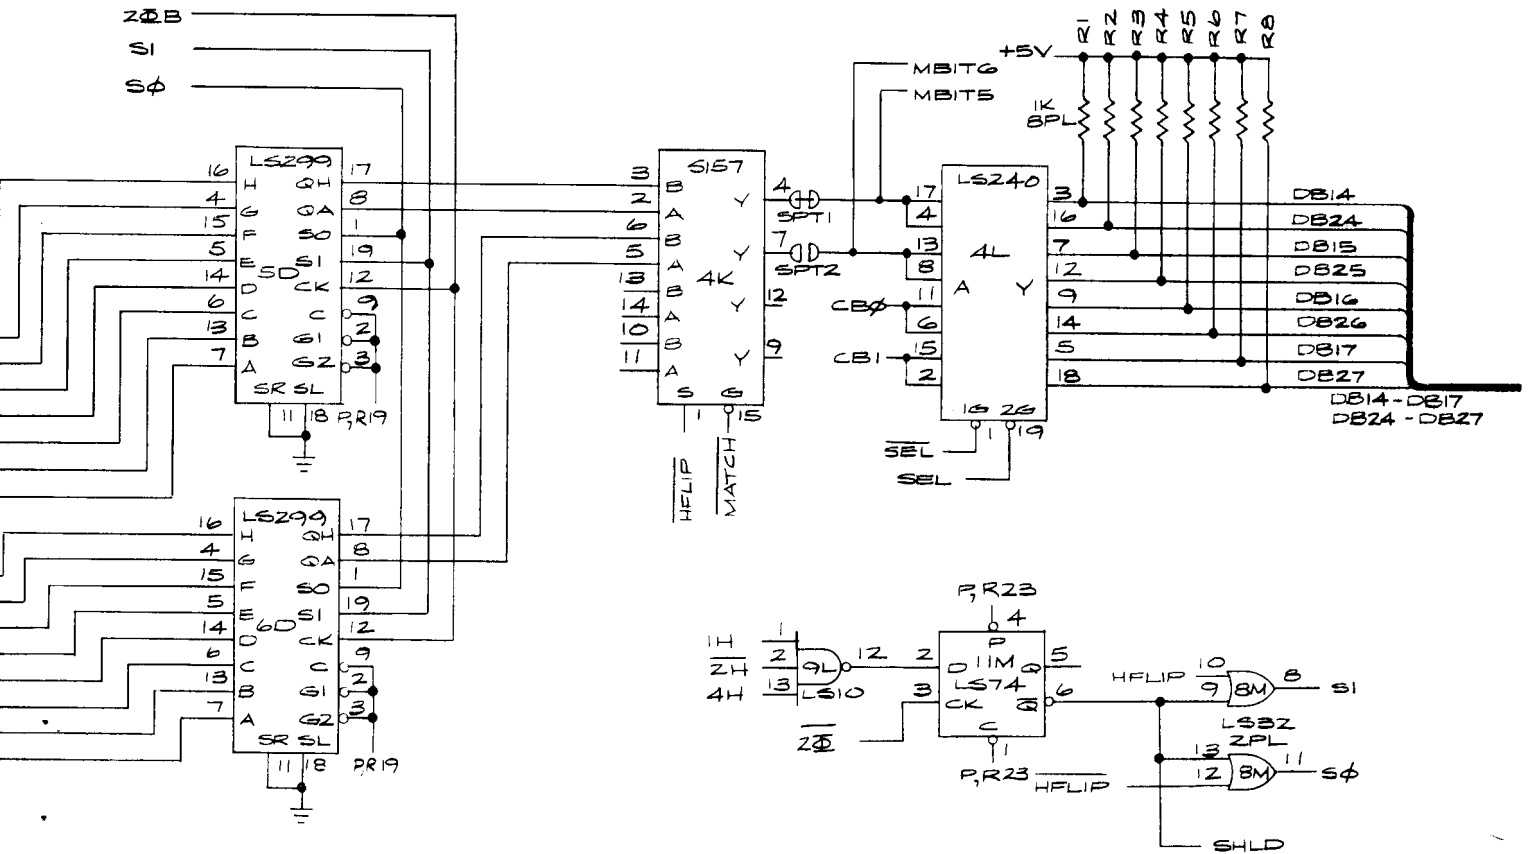 2ΦB
S1
SØ
R1 R2 R3 R4 R5 R6 R7 R8
+5V
1K
8PL
MBIT6
MBIT5
LS299
16 H QH 17
4 G QA 8
15 F S0 1
5 E S1 19
5D
14 D CK 12
6 C C 9
13 B G1 2
7 A G2 3
SR SL
11 18 P,R19
S157
3 B
2 A Y 4
SPT1
6 B
5 A Y 7
SPT2
4K
13 B
14 A Y 12
10 B
11 A Y 9
S G
1 15
HFLIP
MATCH
LS240
17 3 DB14
4 16 DB24
13 7 DB15
4L
8 12 DB25
A Y
CBØ 11 9 DB16
6 14 DB26
CB1 15 5 DB17
2 18 DB27
1G 2G
1 19
SEL
SEL
DB14-DB17
DB24-DB27
LS299
16 H QH 17
4 G QA 8
15 F S0 1
5 E S1 19
6D
14 D CK 12
6 C C 9
13 B G1 2
7 A G2 3
SR SL
11 18 P,R19
1H 1
2H 2 9L 12
4H 13 LS10
P,R23
4
P
2 D 11M Q 5
3 CK LS74 Q 6
C
1
2Φ
P,R23
HFLIP 10
9 8M 8 S1
LS32
2PL
13
HFLIP 12 8M 11 SØ
SHLD